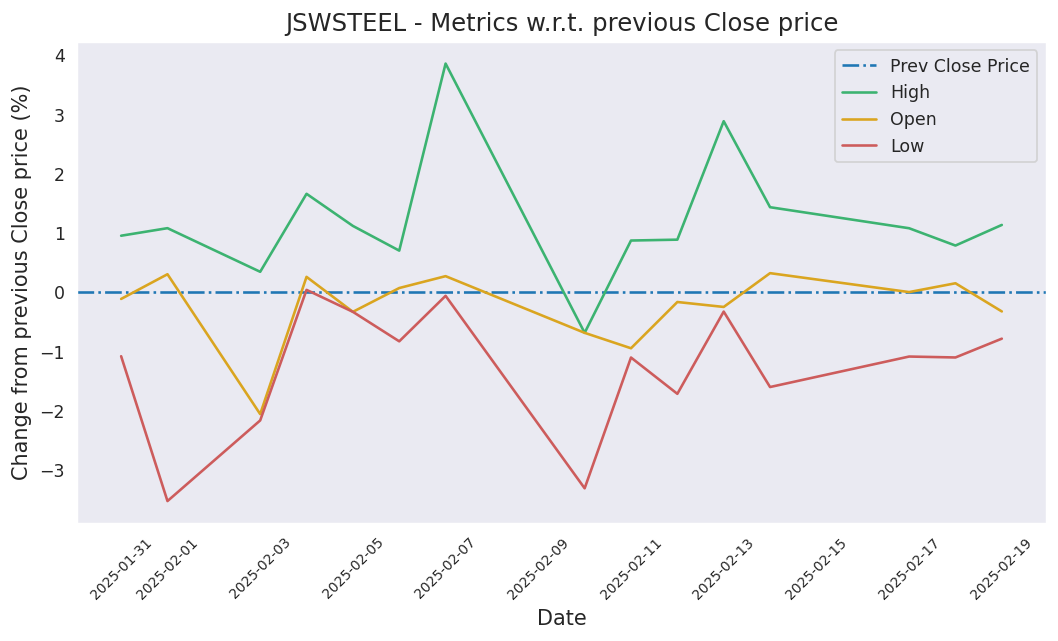 JSWSTEEL - Metrics w.r.t. previous Close price
Change from previous Close price (%)
4
3
2
1
0
−1
−2
−3
Prev Close Price
High
Open
Low
2025-01-31
2025-02-01
2025-02-03
2025-02-05
2025-02-07
2025-02-09
2025-02-11
2025-02-13
2025-02-15
2025-02-17
2025-02-19
Date